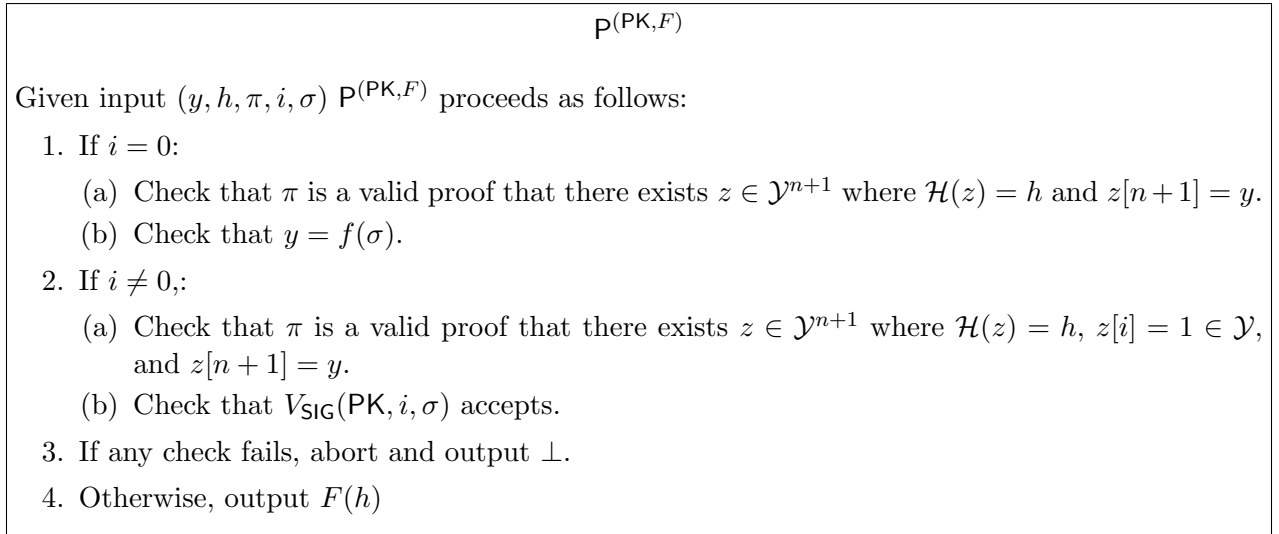 P^(PK,F)
Given input (y, h, π, i, σ) P^(PK,F) proceeds as follows:
1. If i = 0:
(a) Check that π is a valid proof that there exists z ∈ 𝒴^{n+1} where ℋ(z) = h and z[n+1] = y.
(b) Check that y = f(σ).
2. If i ≠ 0,:
(a) Check that π is a valid proof that there exists z ∈ 𝒴^{n+1} where ℋ(z) = h, z[i] = 1 ∈ 𝒴,
and z[n + 1] = y.
(b) Check that V_SIG(PK, i, σ) accepts.
3. If any check fails, abort and output ⊥.
4. Otherwise, output F(h)